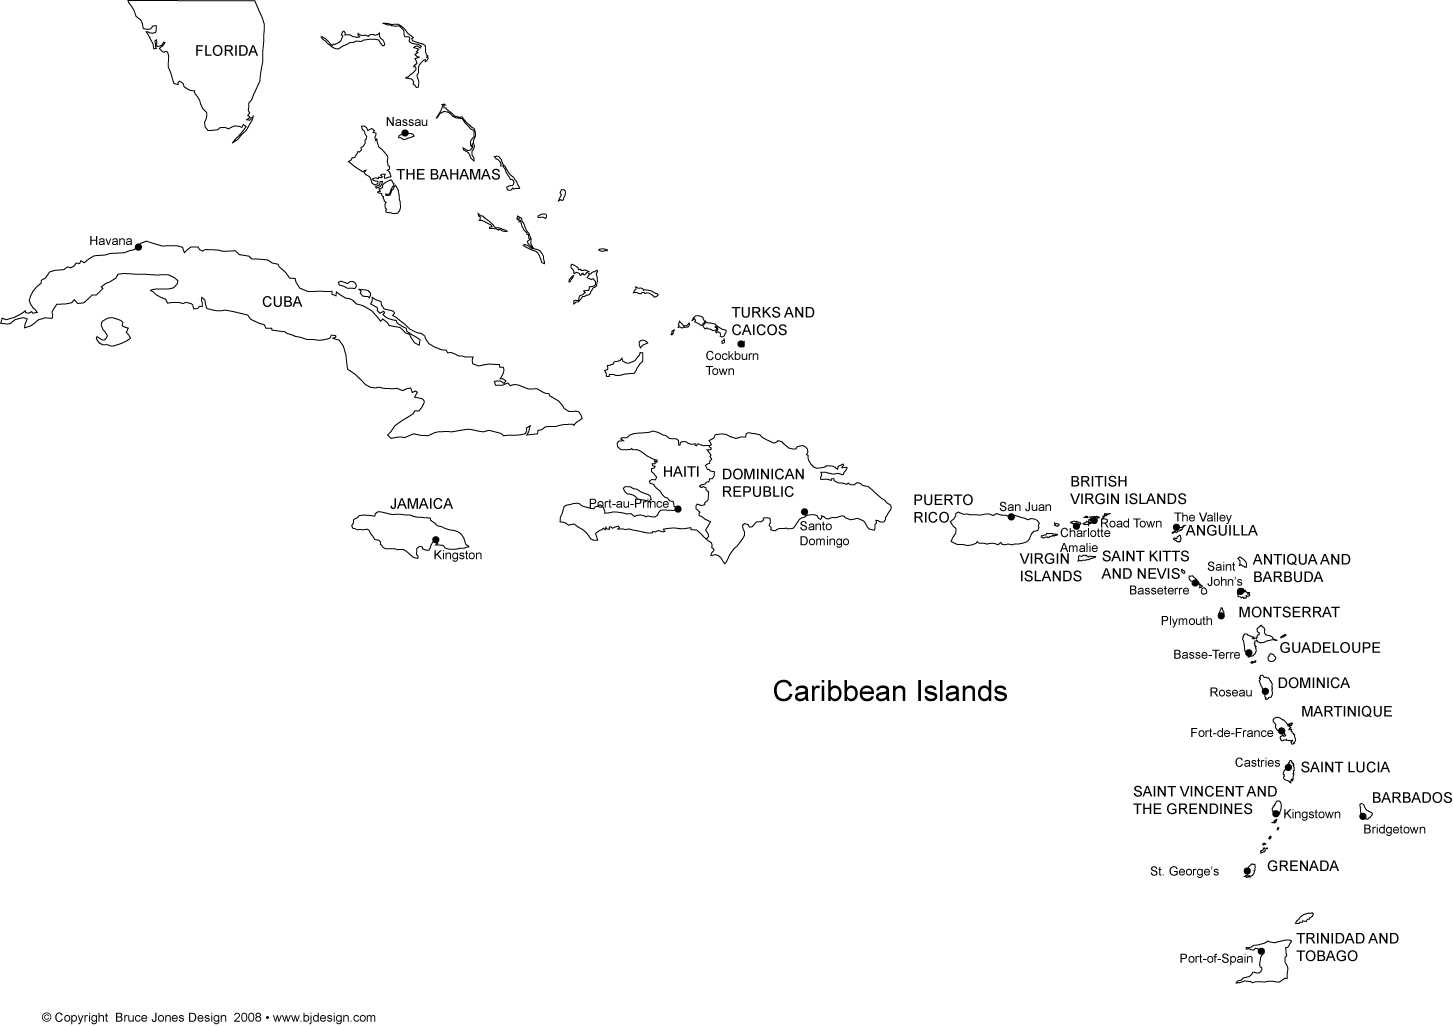 FLORIDA
Nassau
THE BAHAMAS
Havana
CUBA
TURKS AND
CAICOS
Cockburn
Town
HAITI
DOMINICAN
REPUBLIC
Port-au-Prince
Santo
Domingo
JAMAICA
Kingston
PUERTO
RICO
San Juan
BRITISH
VIRGIN ISLANDS
Road Town
Charlotte
Amalie
VIRGIN
ISLANDS
The Valley
ANGUILLA
SAINT KITTS
AND NEVIS
Basseterre
Saint
John's
ANTIQUA AND
BARBUDA
Plymouth
MONTSERRAT
Basse-Terre
GUADELOUPE
Roseau
DOMINICA
MARTINIQUE
Fort-de-France
Caribbean Islands
Castries
SAINT LUCIA
SAINT VINCENT AND
THE GRENDINES
Kingstown
BARBADOS
Bridgetown
St. George's
GRENADA
TRINIDAD AND
TOBAGO
Port-of-Spain
© Copyright Bruce Jones Design 2008 • www.bjdesign.com